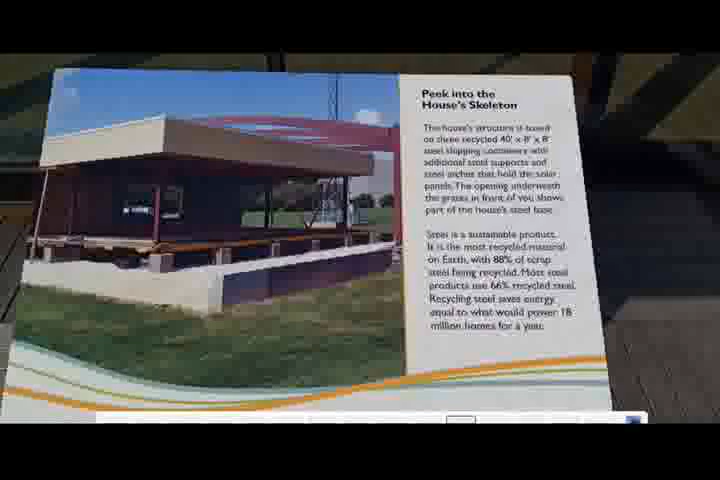 Peek into the
House's Skeleton
The house's structure is based
on three recycled 40' x 8' x 8'
steel shipping containers with
additional steel supports and
steel arches that hold the solar
panels. The opening underneath
the grates in front of you shows
part of the house's steel base.
Steel is a sustainable product.
It is the most recycled material
on Earth, with 88% of scrap
steel being recycled. Most steel
products use 66% recycled steel.
Recycling steel saves energy
equal to what would power 18
million homes for a year.